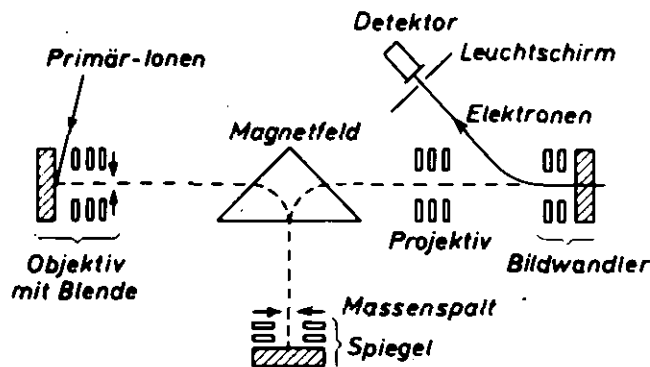 Detektor
Primär-Ionen
Leuchtschirm
Elektronen
Magnetfeld
Projektiv
Objektiv
mit Blende
Bildwandler
Massenspalt
Spiegel